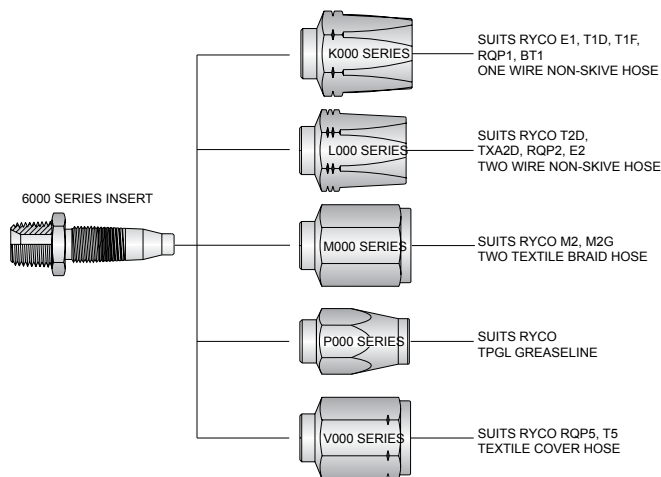 K000 SERIES
SUITS RYCO E1, T1D, T1F,
RQP1, BT1
ONE WIRE NON-SKIVE HOSE
L000 SERIES
SUITS RYCO T2D,
TXA2D, RQP2, E2
TWO WIRE NON-SKIVE HOSE
6000 SERIES INSERT
M000 SERIES
SUITS RYCO M2, M2G
TWO TEXTILE BRAID HOSE
P000 SERIES
SUITS RYCO
TPGL GREASELINE
V000 SERIES
SUITS RYCO RQP5, T5
TEXTILE COVER HOSE